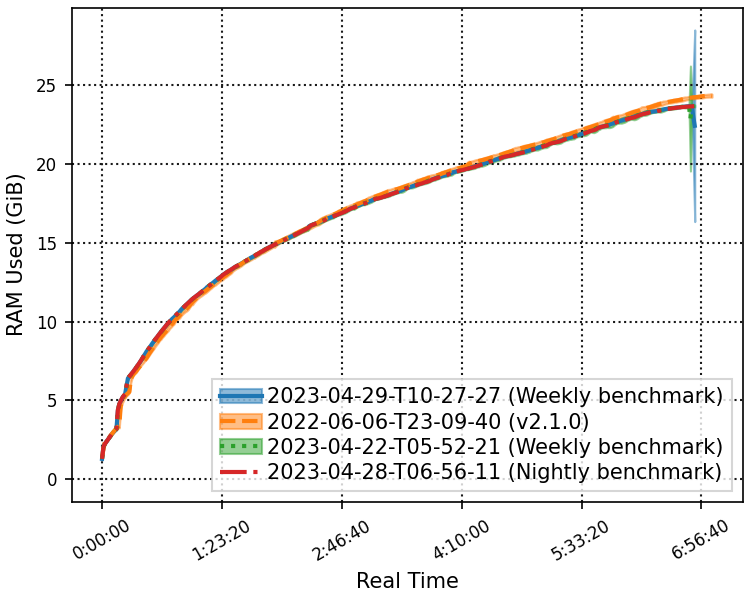 25
20
15
10
5
0
RAM Used (GiB)
2023-04-29-T10-27-27 (Weekly benchmark)
2022-06-06-T23-09-40 (v2.1.0)
2023-04-22-T05-52-21 (Weekly benchmark)
2023-04-28-T06-56-11 (Nightly benchmark)
0:00:00
1:23:20
2:46:40
4:10:00
5:33:20
6:56:40
Real Time